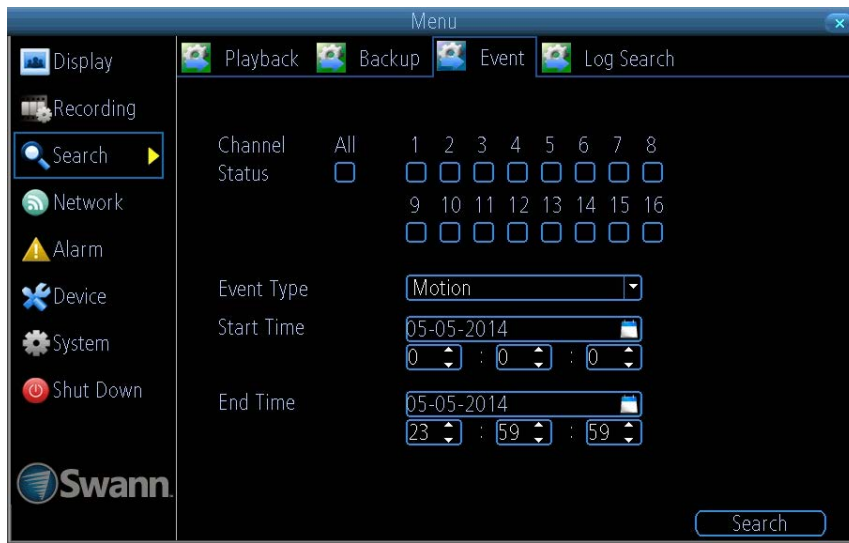 Menu
Display
Recording
Search
Network
Alarm
Device
System
Shut Down
Swann.
Playback Backup Event Log Search
Channel All 1 2 3 4 5 6 7 8
Status
9 10 11 12 13 14 15 16
Event Type Motion
Start Time 05-05-2014
0 : 0 : 0
End Time 05-05-2014
23 : 59 : 59
Search